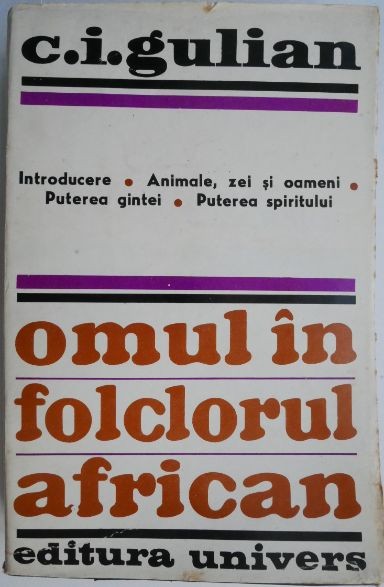 c.i.gulian
Introducere • Animale, zei și oameni •
Puterea gintei • Puterea spiritului
omul în
folclorul
african
editura univers